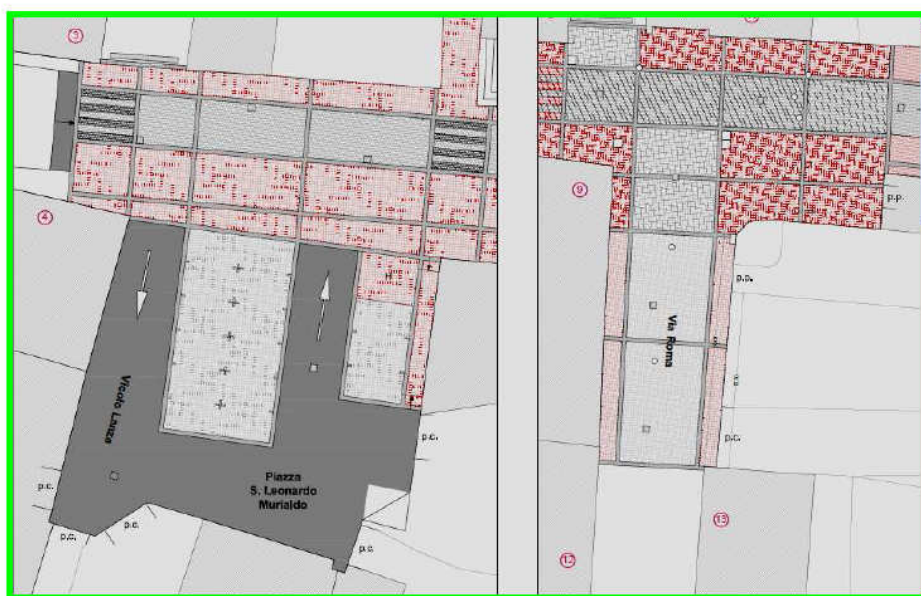 3
4
Vicolo Lanza
Piazza
S. Leonardo
Murialdo
p.c.
p.c.
p.c.
p.c.
p.c.
9
p.p.
p.p.
Via Roma
p.c.
12
13